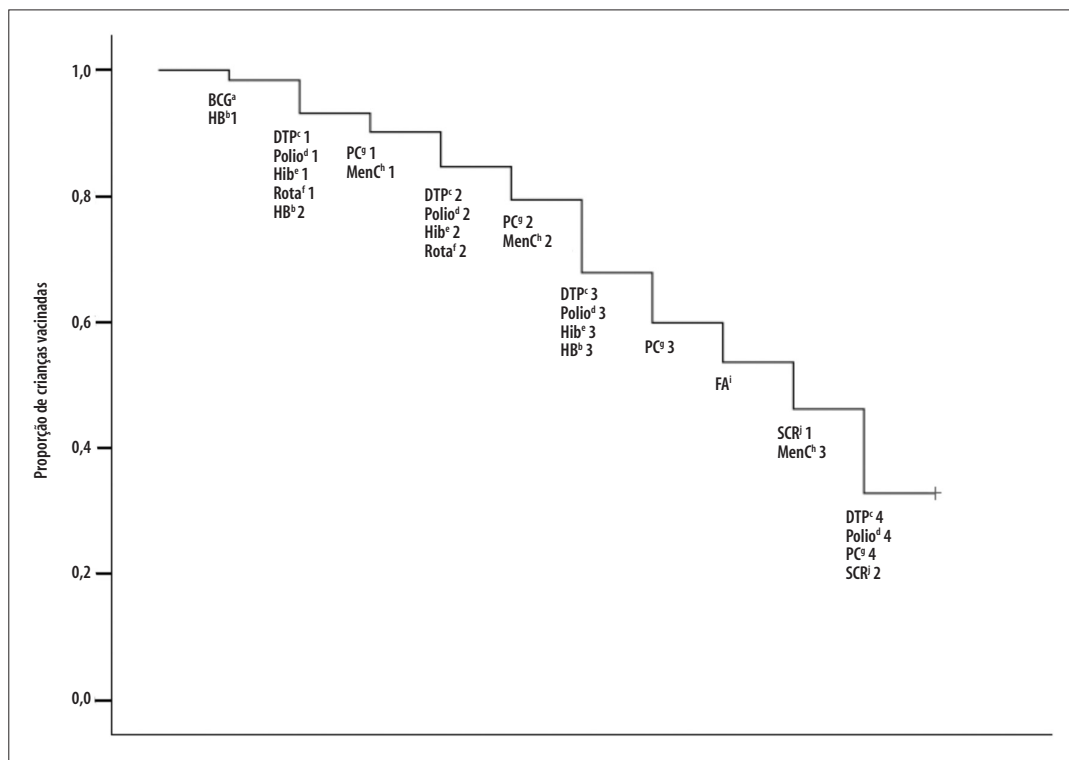 Proporção de crianças vacinadas
1,0
0,8
0,6
0,4
0,2
0,0
BCGᵃ
HBᵇ1
DTPᶜ 1
Polioᵈ 1
Hibᵉ 1
Rotaᶠ 1
HBᵇ 2
PCᵍ 1
MenCʰ 1
DTPᶜ 2
Polioᵈ 2
Hibᵉ 2
Rotaᶠ 2
PCᵍ 2
MenCʰ 2
DTPᶜ 3
Polioᵈ 3
Hibᵉ 3
HBᵇ 3
PCᵍ 3
FAⁱ
SCRʲ 1
MenCʰ 3
DTPᶜ 4
Polioᵈ 4
PCᵍ 4
SCRʲ 2